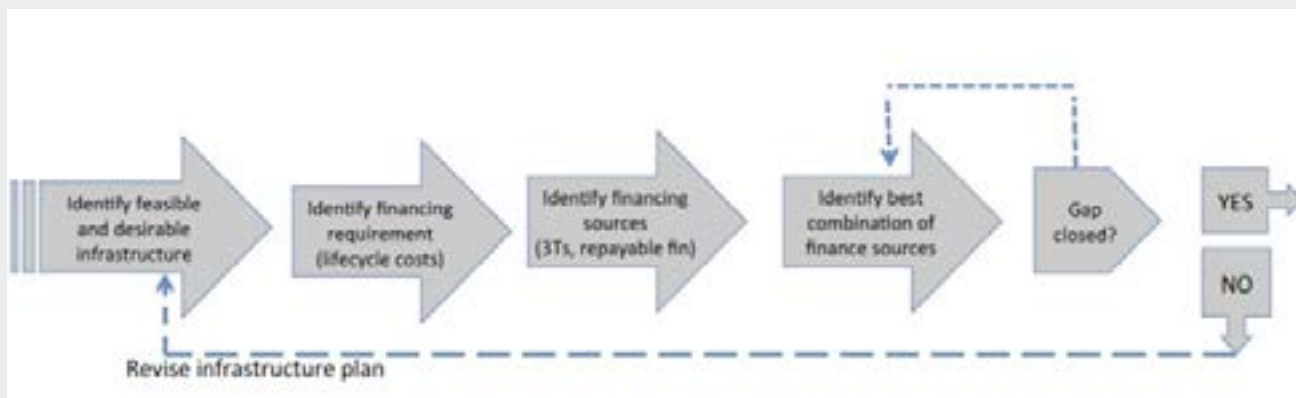 Identify feasible
and desirable
infrastructure
Identify financing
requirement
(lifecycle costs)
Identify financing
sources
(3Ts, repayable fin)
Identify best
combination of
finance sources
Gap
closed?
YES
NO
Revise infrastructure plan